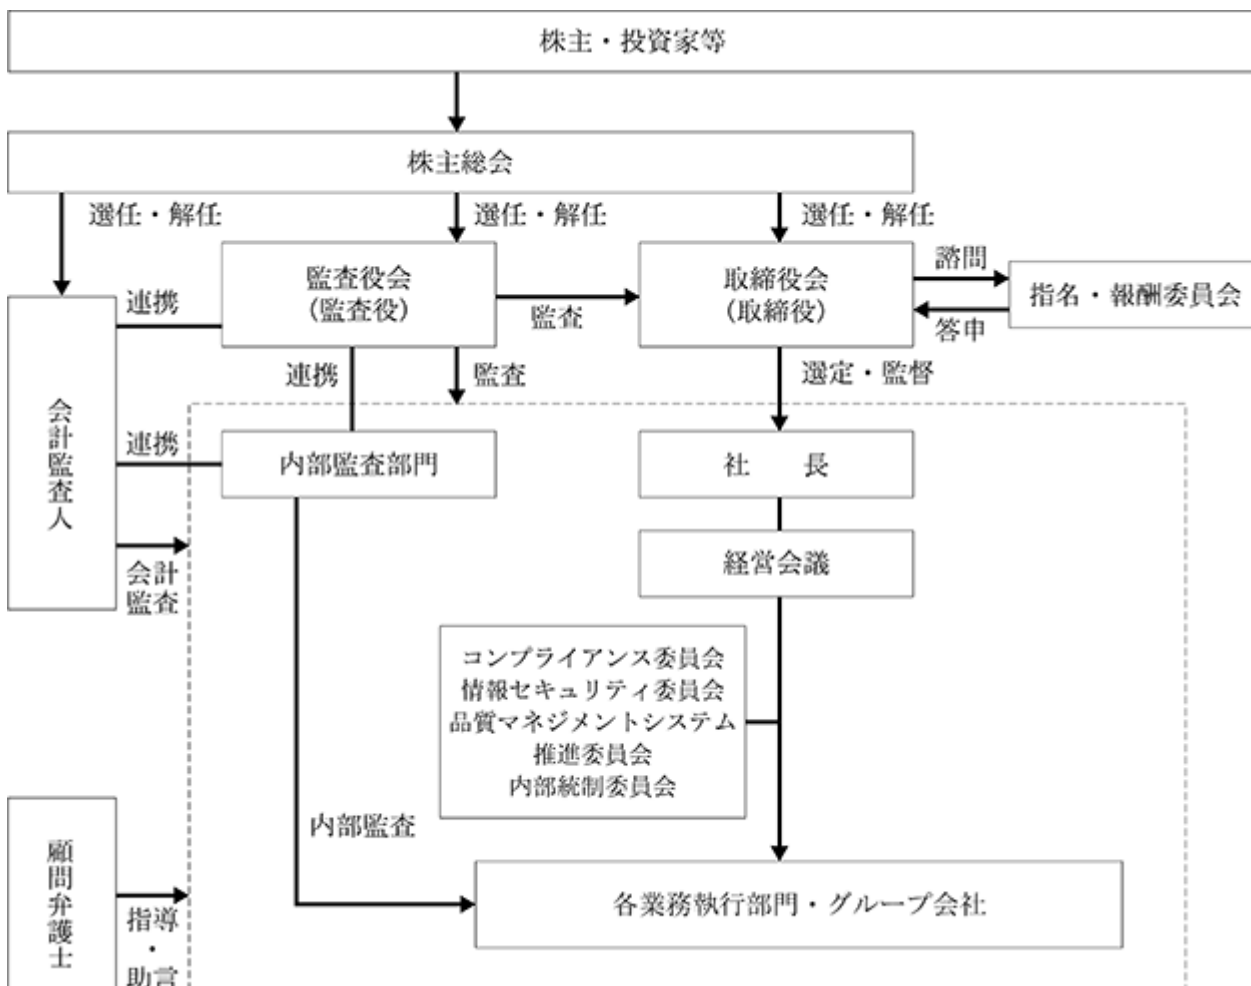 株主・投資家等
株主総会
選任・解任
選任・解任
選任・解任
監査役会
(監査役)
取締役会
(取締役)
諮問
答申
指名・報酬委員会
連携
監査
連携
監査
選定・監督
会計監査人
連携
内部監査部門
社　長
会計
監査
経営会議
コンプライアンス委員会
情報セキュリティ委員会
品質マネジメントシステム
推進委員会
内部統制委員会
内部監査
顧問弁護士
指導
・
助言
各業務執行部門・グループ会社